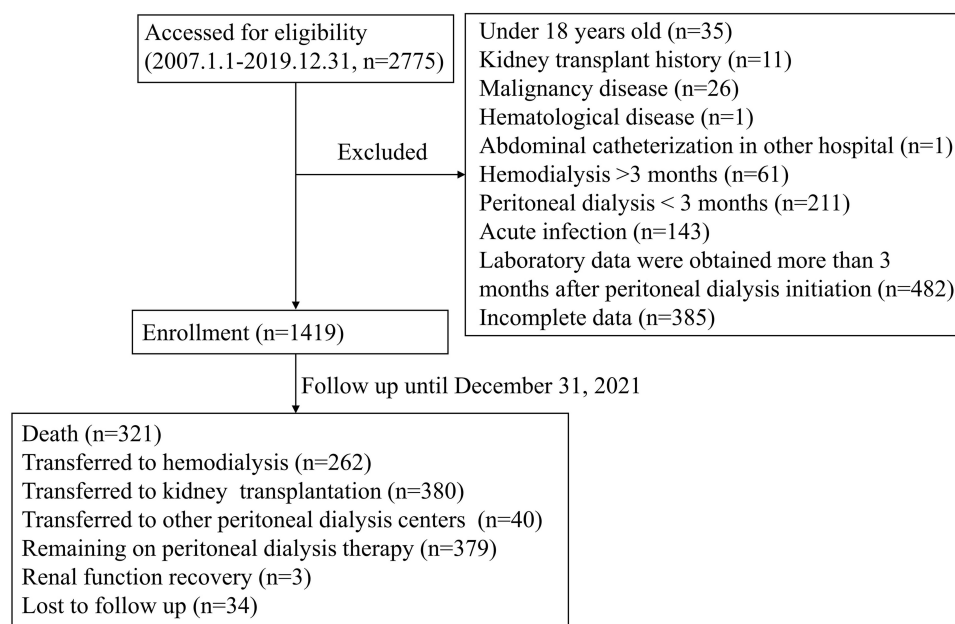 Accessed for eligibility
(2007.1.1-2019.12.31, n=2775)
Excluded
Under 18 years old (n=35)
Kidney transplant history (n=11)
Malignancy disease (n=26)
Hematological disease (n=1)
Abdominal catheterization in other hospital (n=1)
Hemodialysis >3 months (n=61)
Peritoneal dialysis < 3 months (n=211)
Acute infection (n=143)
Laboratory data were obtained more than 3
months after peritoneal dialysis initiation (n=482)
Incomplete data (n=385)
Enrollment (n=1419)
Follow up until December 31, 2021
Death (n=321)
Transferred to hemodialysis (n=262)
Transferred to kidney transplantation (n=380)
Transferred to other peritoneal dialysis centers (n=40)
Remaining on peritoneal dialysis therapy (n=379)
Renal function recovery (n=3)
Lost to follow up (n=34)